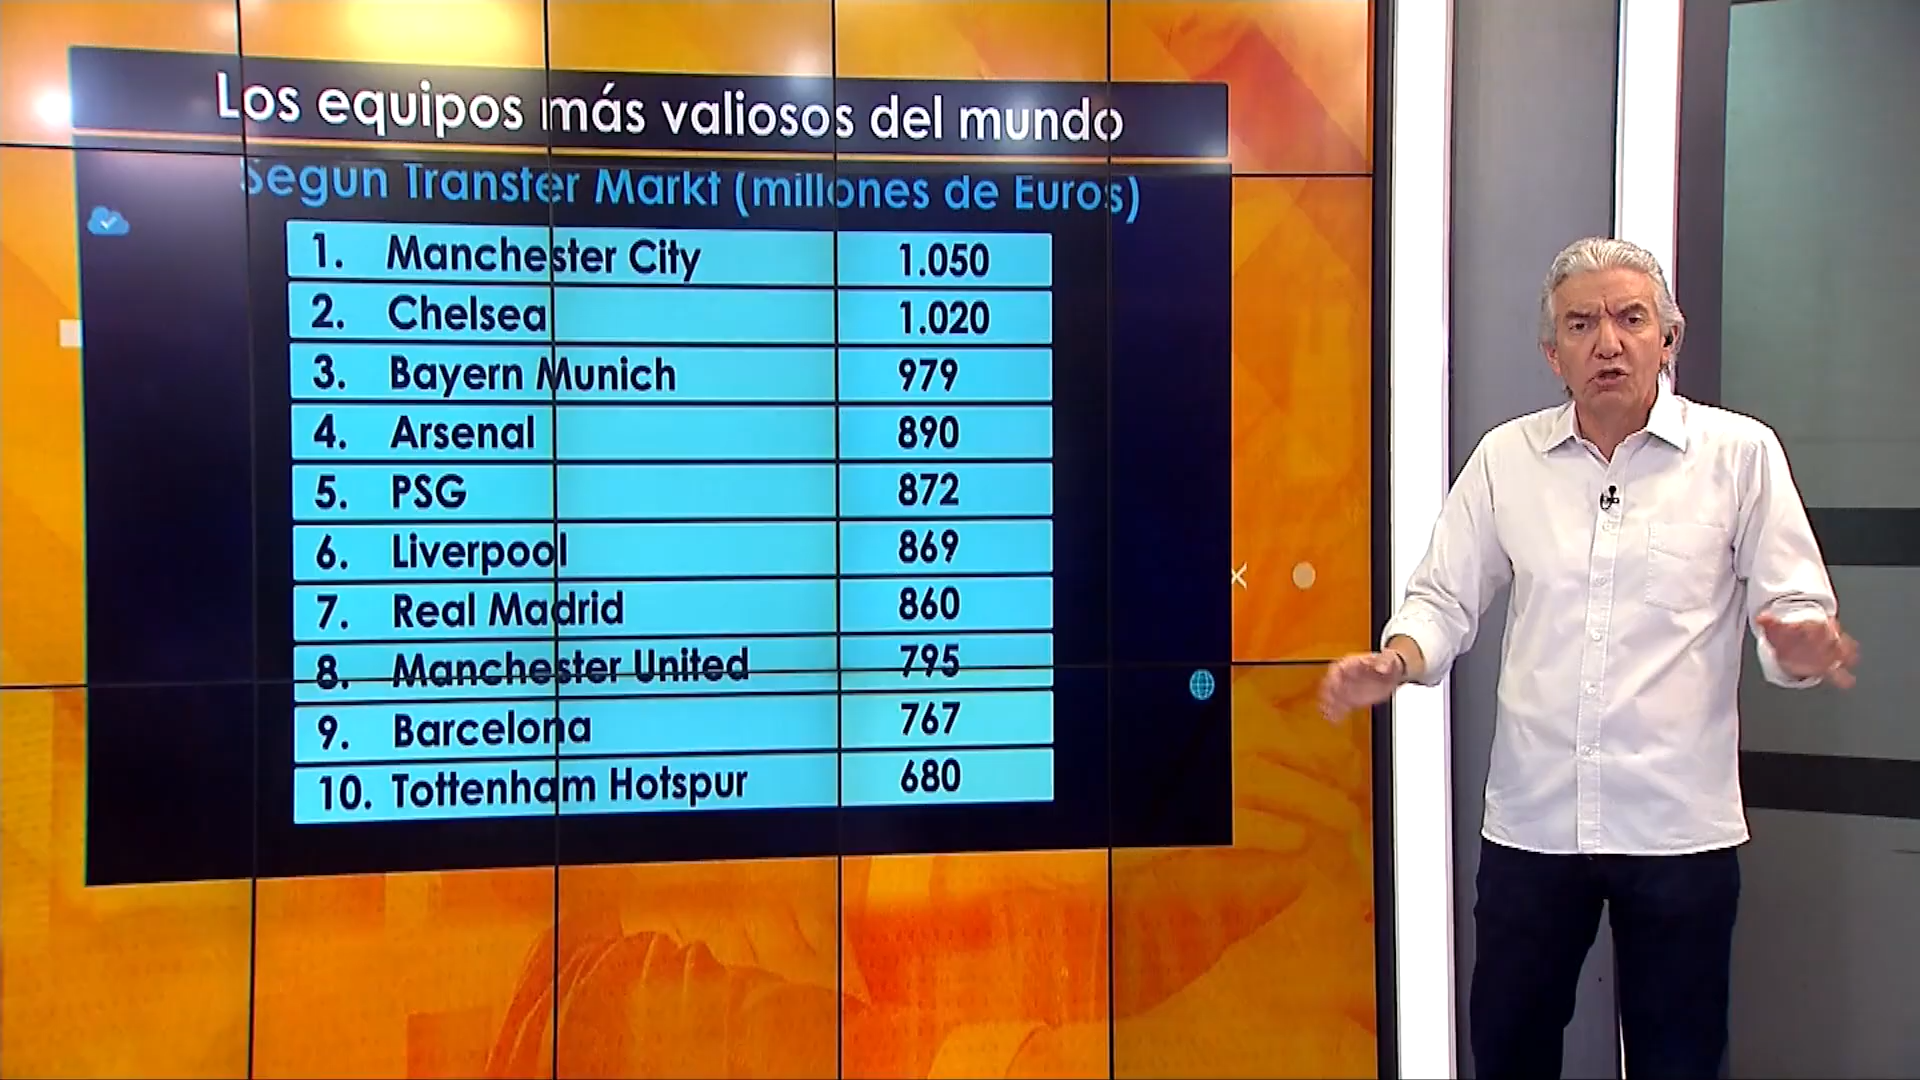 Los equipos más valiosos del mundo
Según Transfer Markt (millones de Euros)
1. Manchester City 1.050
2. Chelsea 1.020
3. Bayern Munich 979
4. Arsenal 890
5. PSG 872
6. Liverpool 869
7. Real Madrid 860
8. Manchester United 795
9. Barcelona 767
10. Tottenham Hotspur 680